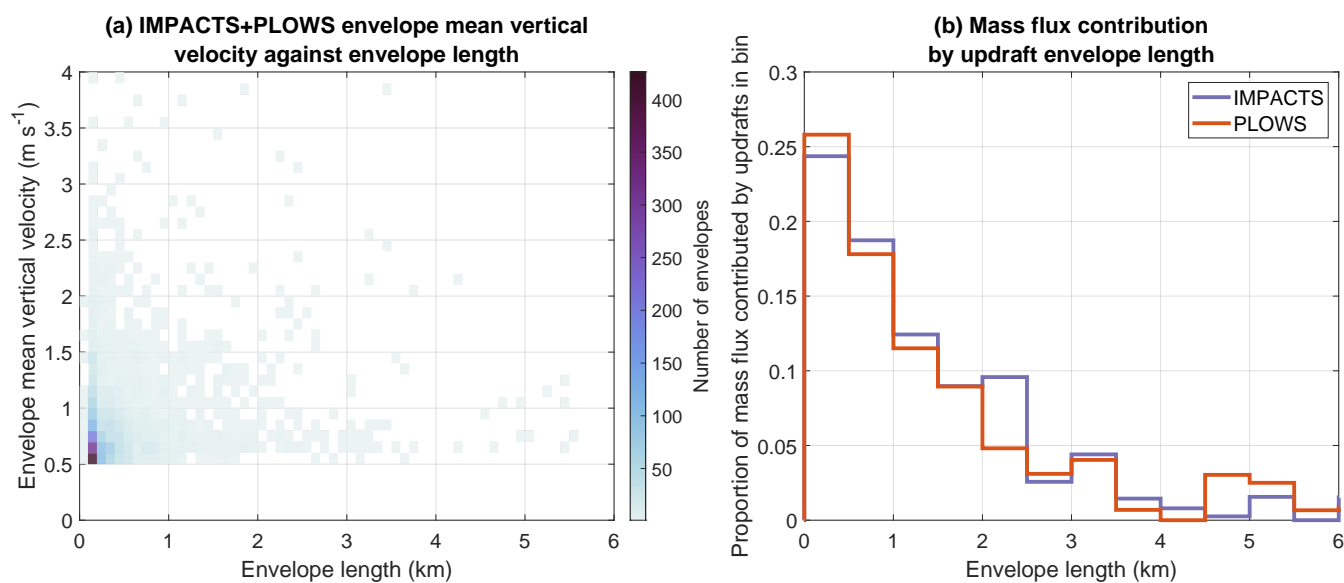 (a) IMPACTS+PLOWS envelope mean vertical
velocity against envelope length
4
3.5
3
2.5
2
1.5
1
0.5
0
Envelope mean vertical velocity (m s⁻¹)
0 1 2 3 4 5 6
Envelope length (km)
400
350
300
250
200
150
100
50
Number of envelopes
(b) Mass flux contribution
by updraft envelope length
IMPACTS
PLOWS
0.3
0.25
0.2
0.15
0.1
0.05
0
Proportion of mass flux contributed by updrafts in bin
0 1 2 3 4 5 6
Envelope length (km)